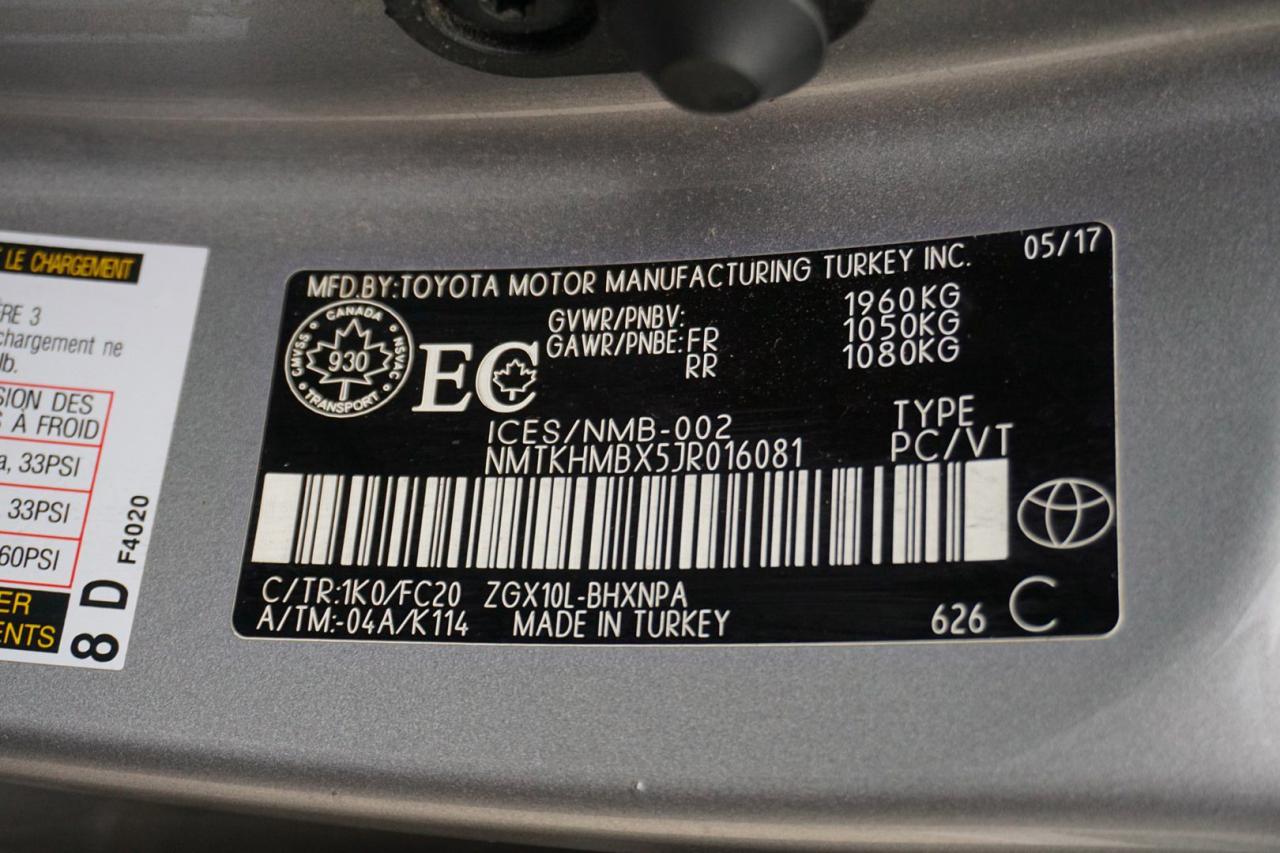 T LE CHARGEMENT
ÈRE 3
chargement ne
lb.
SION DES
S À FROID
a, 33PSI
33PSI
60PSI
ER
ENTS
8 D
F4020
MFD.BY:TOYOTA MOTOR MANUFACTURING TURKEY INC. 05/17
GVWR/PNBV: 1960KG
GAWR/PNBE:FR 1050KG
RR 1080KG
CANADA
CMVSS 930 NSVAC
TRANSPORT
EC
ICES/NMB-002 TYPE
NMTKHMBX5JR016081 PC/VT
C/TR:1K0/FC20 ZGX10L-BHXNPA
A/TM:-04A/K114 MADE IN TURKEY 626 C